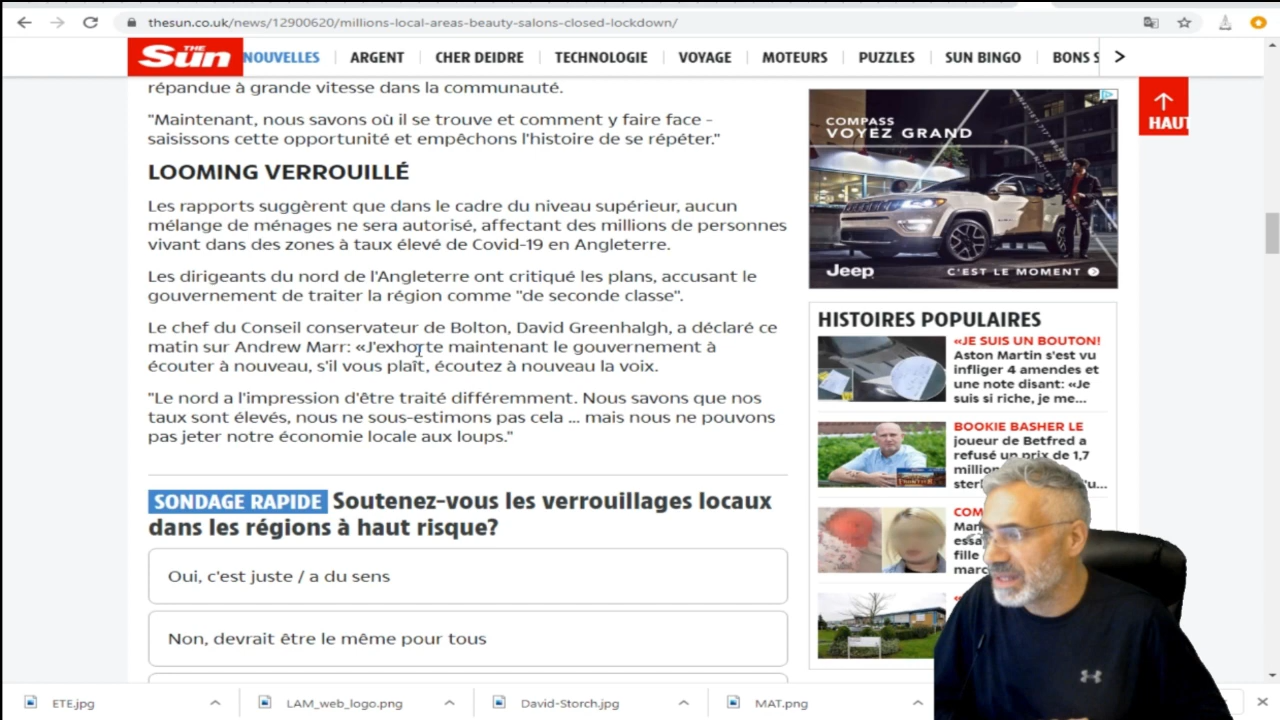 thesun.co.uk/news/12900620/millions-local-areas-beauty-salons-closed-lockdown/
THE Sun
NOUVELLES
ARGENT
CHER DEIDRE
TECHNOLOGIE
VOYAGE
MOTEURS
PUZZLES
SUN BINGO
BONS S
répandue à grande vitesse dans la communauté.
"Maintenant, nous savons où il se trouve et comment y faire face -
saisissons cette opportunité et empêchons l'histoire de se répéter."
LOOMING VERROUILLÉ
Les rapports suggèrent que dans le cadre du niveau supérieur, aucun
mélange de ménages ne sera autorisé, affectant des millions de personnes
vivant dans des zones à taux élevé de Covid-19 en Angleterre.
Les dirigeants du nord de l'Angleterre ont critiqué les plans, accusant le
gouvernement de traiter la région comme "de seconde classe".
Le chef du Conseil conservateur de Bolton, David Greenhalgh, a déclaré ce
matin sur Andrew Marr: «J'exhorte maintenant le gouvernement à
écouter à nouveau, s'il vous plaît, écoutez à nouveau la voix.
"Le nord a l'impression d'être traité différemment. Nous savons que nos
taux sont élevés, nous ne sous-estimons pas cela ... mais nous ne pouvons
pas jeter notre économie locale aux loups."
SONDAGE RAPIDE Soutenez-vous les verrouillages locaux
dans les régions à haut risque?
Oui, c'est juste / a du sens
Non, devrait être le même pour tous
COMPASS
VOYEZ GRAND
Jeep
C'EST LE MOMENT
HAUT
HISTOIRES POPULAIRES
«JE SUIS UN BOUTON!
Aston Martin s'est vu
infliger 4 amendes et
une note disant: «Je
suis si riche, je me...
BOOKIE BASHER LE
joueur de Betfred a
refusé un prix de 1,7
million
ster
COM
Mar
essa
fille
marc
ETE.jpg
LAM_web_logo.png
David-Storch.jpg
MAT.png